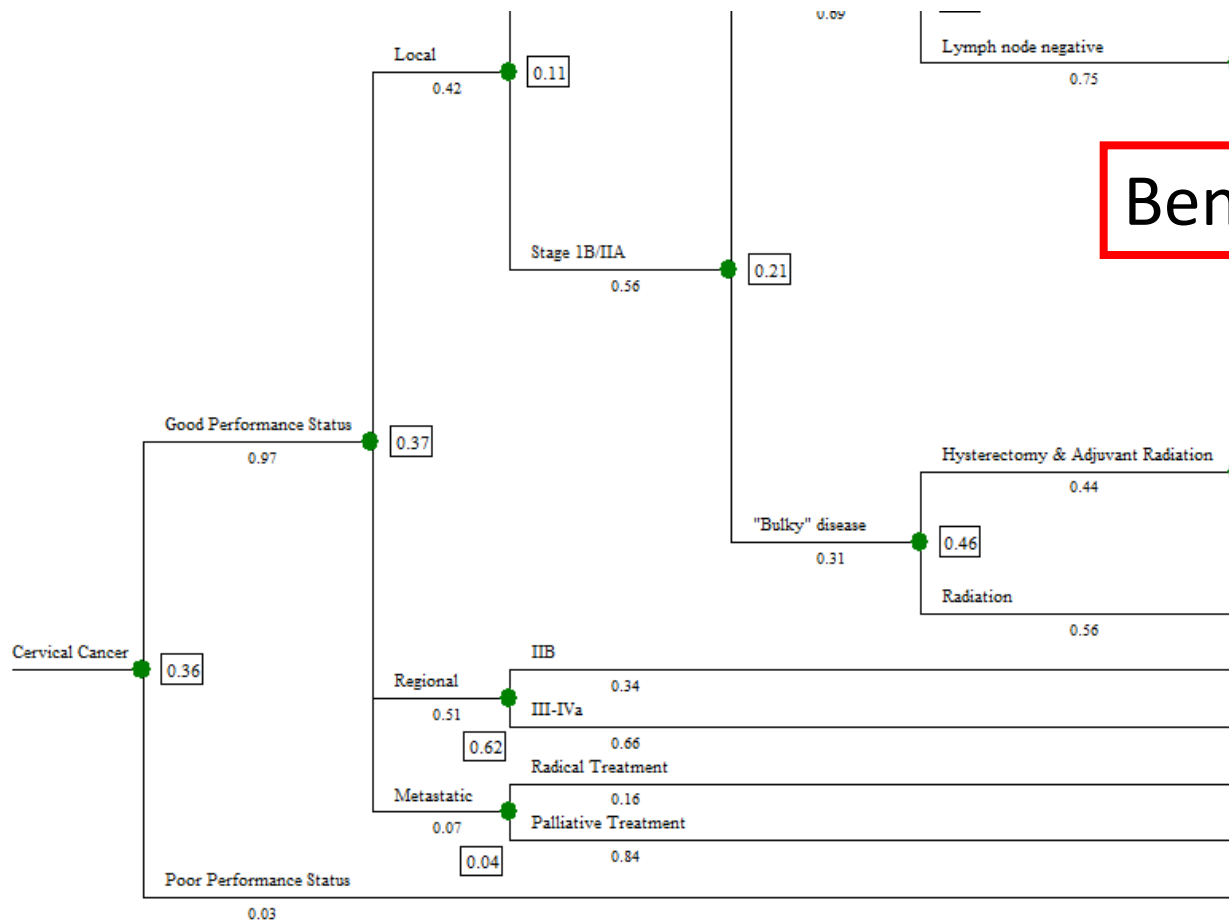 0.69
Lymph node negative
0.75
Local
0.42
0.11
Stage 1B/IIA
0.56
0.21
Good Performance Status
0.97
0.37
Hysterectomy & Adjuvant Radiation
0.44
"Bulky" disease
0.31
0.46
Radiation
0.56
Cervical Cancer
0.36
Regional
0.51
0.62
IIB
0.34
III-IVa
0.66
Metastatic
0.07
0.04
Radical Treatment
0.16
Palliative Treatment
0.84
Poor Performance Status
0.03